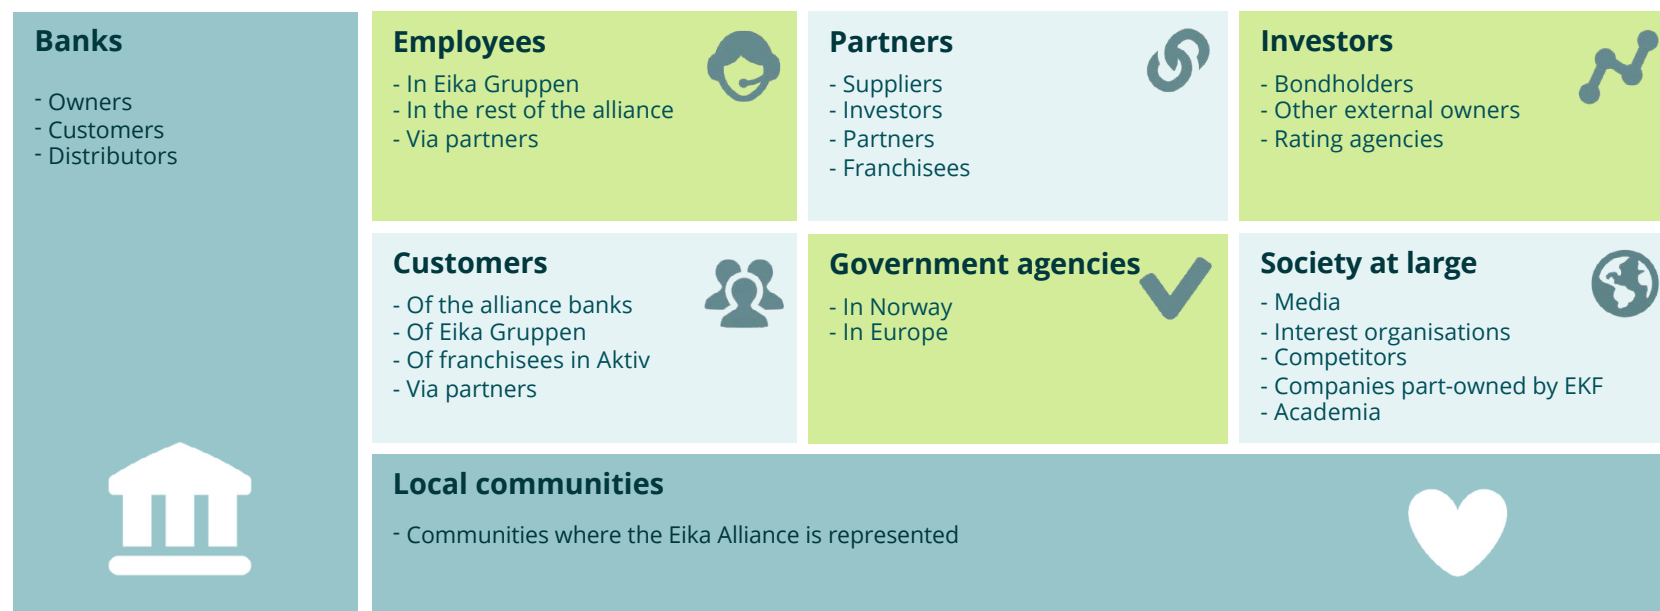 Banks
- Owners
- Customers
- Distributors
Employees
- In Eika Gruppen
- In the rest of the alliance
- Via partners
Partners
- Suppliers
- Investors
- Partners
- Franchisees
Investors
- Bondholders
- Other external owners
- Rating agencies
Customers
- Of the alliance banks
- Of Eika Gruppen
- Of franchisees in Aktiv
- Via partners
Government agencies
- In Norway
- In Europe
Society at large
- Media
- Interest organisations
- Competitors
- Companies part-owned by EKF
- Academia
Local communities
- Communities where the Eika Alliance is represented